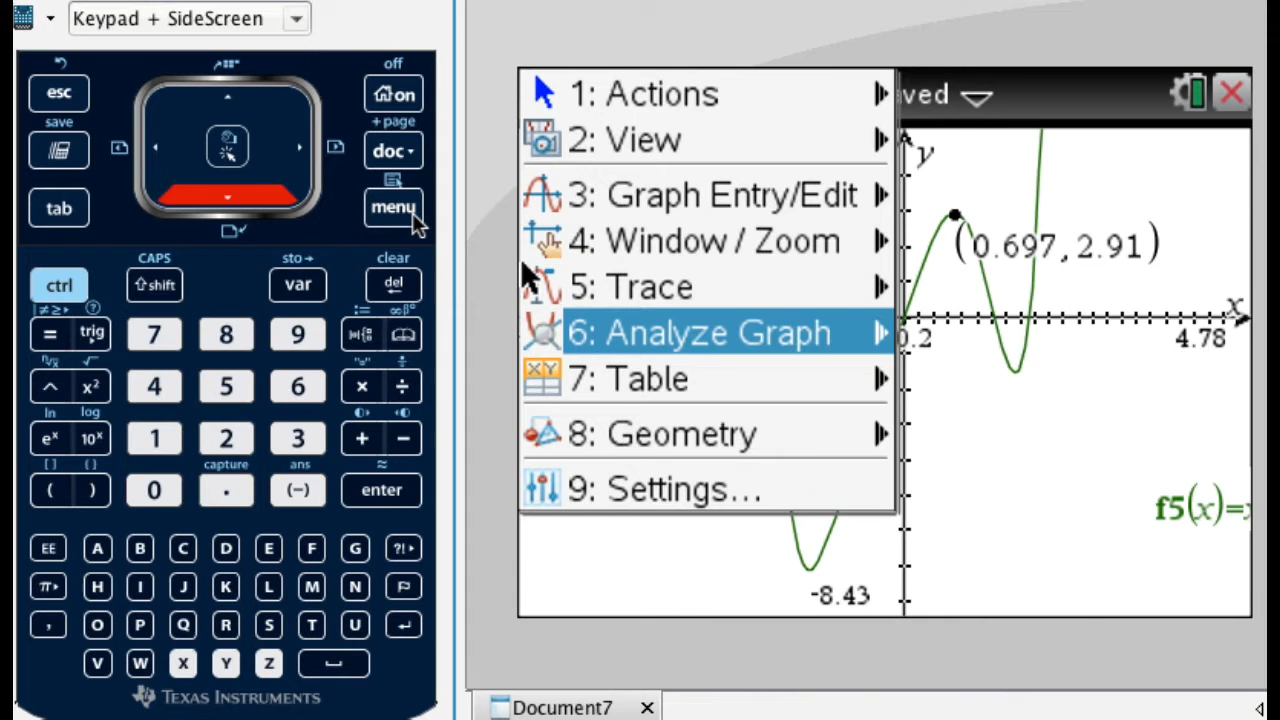 Keypad + SideScreen
off
esc
on
save
+ page
doc
tab
menu
CAPS
sto→
clear
ctrl
⇧shift
var
del
=
trig
7
8
9
^
x²
4
5
6
×
÷
ln
log
eˣ
10ˣ
1
2
3
+
−
[ ]
{ }
capture
ans
≈
(
)
0
.
(−)
enter
EE
A
B
C
D
E
F
G
?!▸
π▸
H
I
J
K
L
M
N
,
O
P
Q
R
S
T
U
V
W
X
Y
Z
TEXAS INSTRUMENTS
1: Actions
2: View
3: Graph Entry/Edit
4: Window / Zoom
5: Trace
6: Analyze Graph
7: Table
8: Geometry
9: Settings...
ved
y
(0.697,2.91)
x
0.2
4.78
f5(x)=
-8.43
Document7